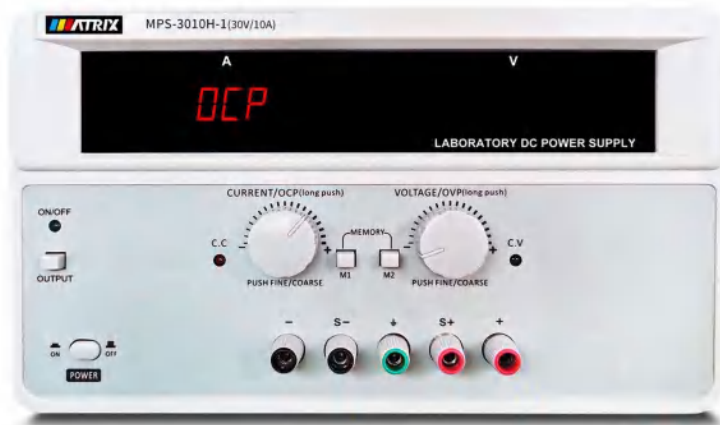 MATRIX MPS-3010H-1(30V/10A)
A V
OCP
LABORATORY DC POWER SUPPLY
CURRENT/OCP(long push) VOLTAGE/OVP(long push)
ON/OFF
MEMORY
C.C - + - + C.V
M1 M2
OUTPUT
PUSH FINE/COARSE PUSH FINE/COARSE
- S- S+ +
ON OFF
POWER